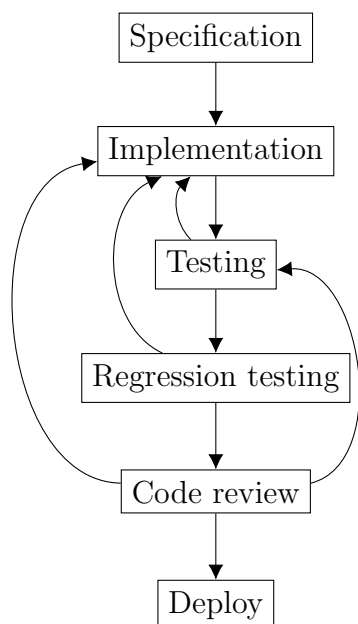 Specification
Implementation
Testing
Regression testing
Code review
Deploy